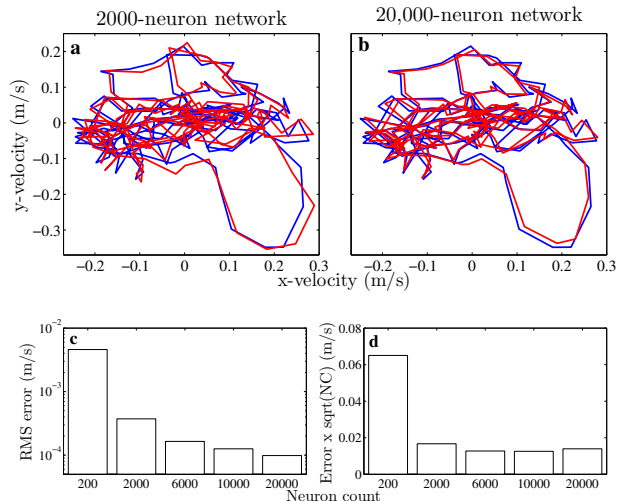 2000-neuron network 20,000-neuron network
a b
y-velocity (m/s)
0.2
0.1
0
−0.1
−0.2
−0.3
−0.2 −0.1 0 0.1 0.2 0.3
−0.2 −0.1 0 0.1 0.2 0.3
x-velocity (m/s)
c
RMS error (m/s)
10⁻²
10⁻³
10⁻⁴
200 2000 6000 10000 20000
d
Error x sqrt(NC) (m/s)
0.08
0.06
0.04
0.02
0
200 2000 6000 10000 20000
Neuron count